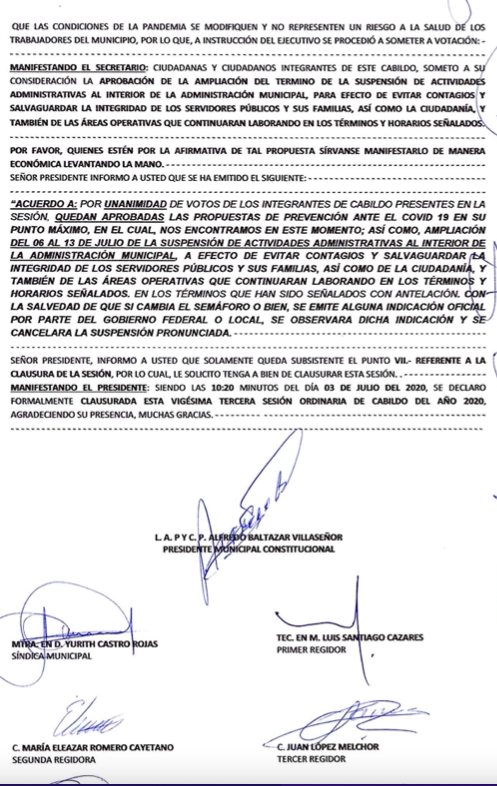 QUE LAS CONDICIONES DE LA PANDEMIA SE MODIFIQUEN Y NO REPRESENTEN UN RIESGO A LA SALUD DE LOS
TRABAJADORES DEL MUNICIPIO, POR LO QUE, A INSTRUCCIÓN DEL EJECUTIVO SE PROCEDIÓ A SOMETER A VOTACIÓN: -
MANIFESTANDO EL SECRETARIO: CIUDADANAS Y CIUDADANOS INTEGRANTES DE ESTE CABILDO, SOMETO A SU
CONSIDERACIÓN LA APROBACIÓN DE LA AMPLIACIÓN DEL TERMINO DE LA SUSPENSIÓN DE ACTIVIDADES
ADMINISTRATIVAS AL INTERIOR DE LA ADMINISTRACIÓN MUNICIPAL, PARA EFECTO DE EVITAR CONTAGIOS Y
SALVAGUARDAR LA INTEGRIDAD DE LOS SERVIDORES PÚBLICOS Y SUS FAMILIAS, ASÍ COMO LA CIUDADANÍA, Y
TAMBIÉN DE LAS ÁREAS OPERATIVAS QUE CONTINUARAN LABORANDO EN LOS TÉRMINOS Y HORARIOS SEÑALADOS.
POR FAVOR, QUIENES ESTÉN POR LA AFIRMATIVA DE TAL PROPUESTA SÍRVANSE MANIFESTARLO DE MANERA
ECONÓMICA LEVANTANDO LA MANO. -
SEÑOR PRESIDENTE INFORMO A USTED QUE SE HA EMITIDO EL SIGUIENTE: -
"ACUERDO A: POR UNANIMIDAD DE VOTOS DE LOS INTEGRANTES DE CABILDO PRESENTES EN LA
SESIÓN, QUEDAN APROBADAS LAS PROPUESTAS DE PREVENCIÓN ANTE EL COVID 19 EN SU
PUNTO MÁXIMO, EN EL CUAL, NOS ENCONTRAMOS EN ESTE MOMENTO; ASÍ COMO, AMPLIACIÓN
DEL 06 AL 13 DE JULIO DE LA SUSPENSIÓN DE ACTIVIDADES ADMINISTRATIVAS AL INTERIOR DE
LA ADMINISTRACIÓN MUNICIPAL, A EFECTO DE EVITAR CONTAGIOS Y SALVAGUARDAR LA
INTEGRIDAD DE LOS SERVIDORES PÚBLICOS Y SUS FAMILIAS, ASÍ COMO DE LA CIUDADANÍA, Y
TAMBIÉN DE LAS ÁREAS OPERATIVAS QUE CONTINUARAN LABORANDO EN LOS TÉRMINOS Y
HORARIOS SEÑALADOS. EN LOS TÉRMINOS QUE HAN SIDO SEÑALADOS CON ANTELACIÓN. CON
LA SALVEDAD DE QUE SI CAMBIA EL SEMÁFORO O BIEN, SE EMITE ALGUNA INDICACIÓN OFICIAL
POR PARTE DEL GOBIERNO FEDERAL O LOCAL, SE OBSERVARA DICHA INDICACIÓN Y SE
CANCELARA LA SUSPENSIÓN PRONUNCIADA.
SEÑOR PRESIDENTE, INFORMO A USTED QUE SOLAMENTE QUEDA SUBSISTENTE EL PUNTO VII.- REFERENTE A LA
CLAUSURA DE LA SESIÓN, POR LO CUAL, LE SOLICITO TENGA A BIEN DE CLAUSURAR ESTA SESIÓN. -
MANIFESTANDO EL PRESIDENTE: SIENDO LAS 10:20 MINUTOS DEL DÍA 03 DE JULIO DEL 2020, SE DECLARO
FORMALMENTE CLAUSURADA ESTA VIGÉSIMA TERCERA SESIÓN ORDINARIA DE CABILDO DEL AÑO 2020,
AGRADECIENDO SU PRESENCIA, MUCHAS GRACIAS. -
L. A. P Y C. P. ALFREDO BALTAZAR VILLASEÑOR
PRESIDENTE MUNICIPAL CONSTITUCIONAL
MTRA. EN D. YURITH CASTRO ROJAS
SÍNDICA MUNICIPAL
TEC. EN M. LUIS SANTIAGO CAZARES
PRIMER REGIDOR
C. MARÍA ELEAZAR ROMERO CAYETANO
SEGUNDA REGIDORA
C. JUAN LÓPEZ MELCHOR
TERCER REGIDOR